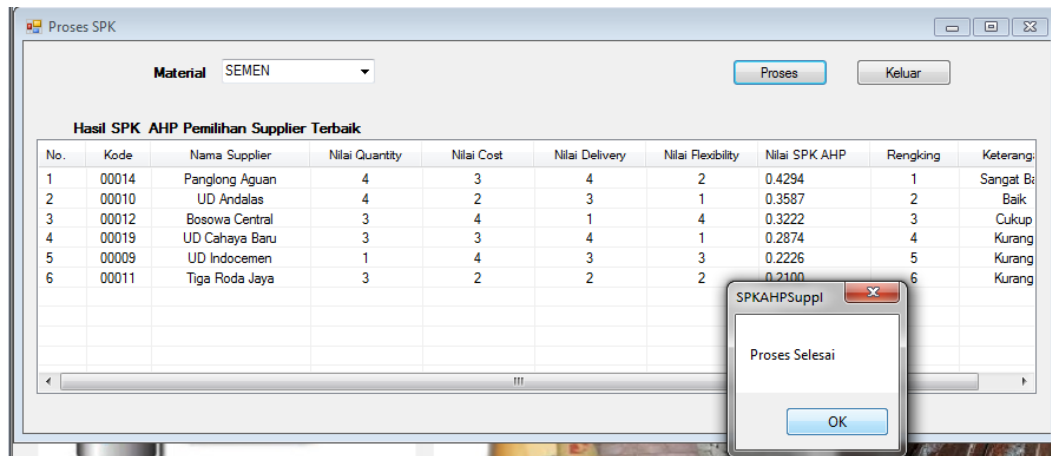 Proses SPK
Material SEMEN Proses Keluar
Hasil SPK AHP Pemilihan Supplier Terbaik
No. Kode Nama Supplier Nilai Quantity Nilai Cost Nilai Delivery Nilai Flexibility Nilai SPK AHP Rengking Keteranga
1 00014 Panglong Aguan 4 3 4 2 0.4294 1 Sangat Ba
2 00010 UD Andalas 4 2 3 1 0.3587 2 Baik
3 00012 Bosowa Central 3 4 1 4 0.3222 3 Cukup
4 00019 UD Cahaya Baru 3 3 4 1 0.2874 4 Kurang
5 00009 UD Indocemen 1 4 3 3 0.2226 5 Kurang
6 00011 Tiga Roda Jaya 3 2 2 2 0.2100 6 Kurang
SPKAHPSuppl
Proses Selesai
OK